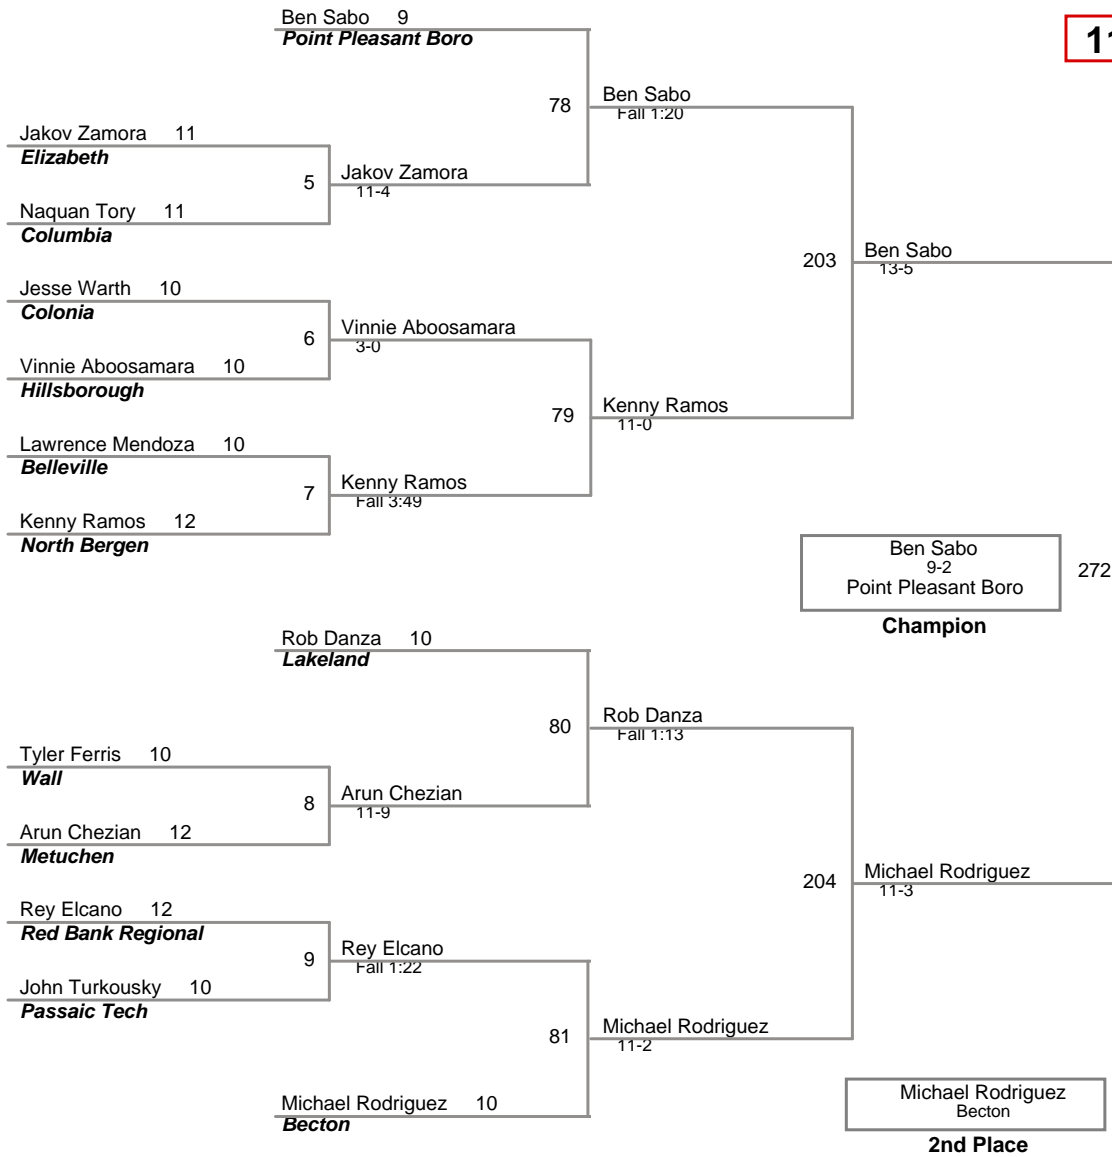 Ben Sabo 9
Point Pleasant Boro
78
Ben Sabo
Fall 1:20
Jakov Zamora 11
Elizabeth
5
Jakov Zamora
11-4
Naquan Tory 11
Columbia
203
Ben Sabo
13-5
Jesse Warth 10
Colonia
6
Vinnie Aboosamara
3-0
Vinnie Aboosamara 10
Hillsborough
79
Kenny Ramos
11-0
Lawrence Mendoza 10
Belleville
7
Kenny Ramos
Fall 3:49
Kenny Ramos 12
North Bergen
Ben Sabo
9-2
Point Pleasant Boro
272
Champion
Rob Danza 10
Lakeland
80
Rob Danza
Fall 1:13
Tyler Ferris 10
Wall
8
Arun Chezian
11-9
Arun Chezian 12
Metuchen
204
Michael Rodriguez
11-3
Rey Elcano 12
Red Bank Regional
9
Rey Elcano
Fall 1:22
John Turkousky 10
Passaic Tech
81
Michael Rodriguez
11-2
Michael Rodriguez 10
Becton
Michael Rodriguez
Becton
2nd Place